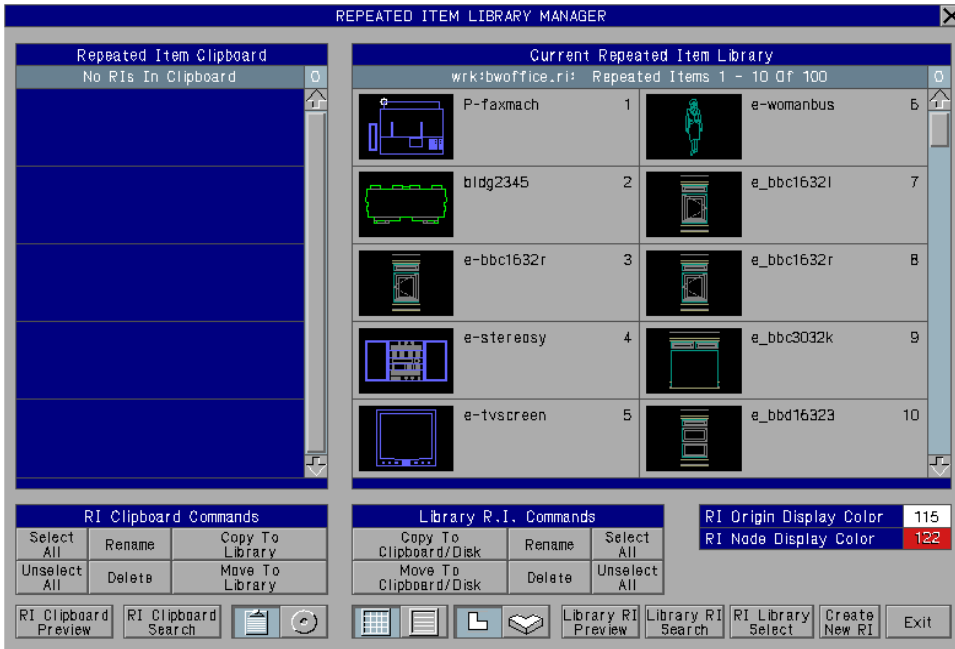 REPEATED ITEM LIBRARY MANAGER
Repeated Item Clipboard
No RIs In Clipboard 0
Current Repeated Item Library
wrk:bwoffice.ri: Repeated Items 1 - 10 Of 100 0
P-faxmach 1
e-womanbus 6
bldg2345 2
e_bbc1632l 7
e-bbc1632r 3
e_bbc1632r 8
e-stereosy 4
e_bbc3032k 9
e-tvscreen 5
e_bbd16323 10
RI Clipboard Commands
Select All
Rename
Copy To Library
Unselect All
Delete
Move To Library
Library R.I. Commands
Copy To Clipboard/Disk
Rename
Select All
Move To Clipboard/Disk
Delete
Unselect All
RI Origin Display Color 115
RI Node Display Color 122
RI Clipboard Preview
RI Clipboard Search
Library RI Preview
Library RI Search
RI Library Select
Create New RI
Exit